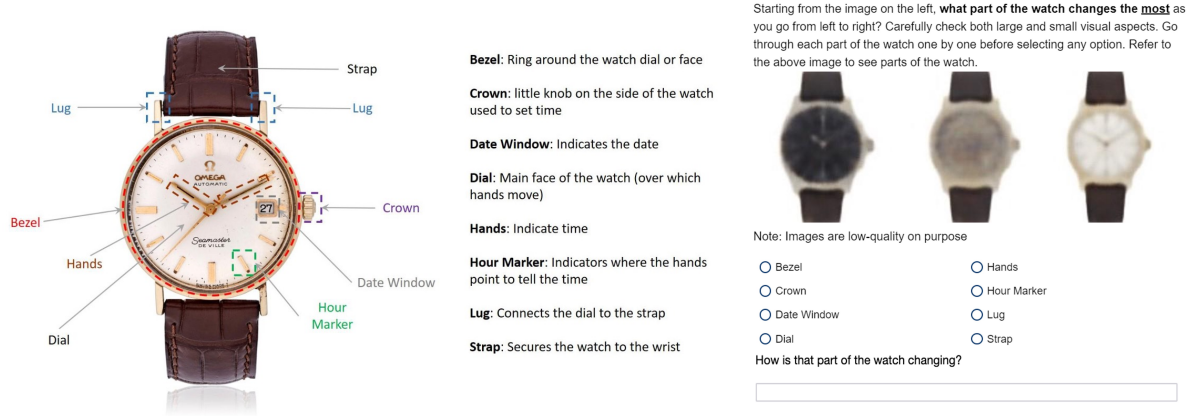 Strap
Lug
Lug
OMEGA
AUTOMATIC
27
Crown
Bezel
Seamaster
DE VILLE
Hands
Date Window
Hour
Marker
Dial
Bezel: Ring around the watch dial or face
Crown: little knob on the side of the watch
used to set time
Date Window: Indicates the date
Dial: Main face of the watch (over which
hands move)
Hands: Indicate time
Hour Marker: Indicators where the hands
point to tell the time
Lug: Connects the dial to the strap
Strap: Secures the watch to the wrist
Starting from the image on the left, what part of the watch changes the most as
you go from left to right? Carefully check both large and small visual aspects. Go
through each part of the watch one by one before selecting any option. Refer to
the above image to see parts of the watch.
Note: Images are low-quality on purpose
Bezel
Hands
Crown
Hour Marker
Date Window
Lug
Dial
Strap
How is that part of the watch changing?